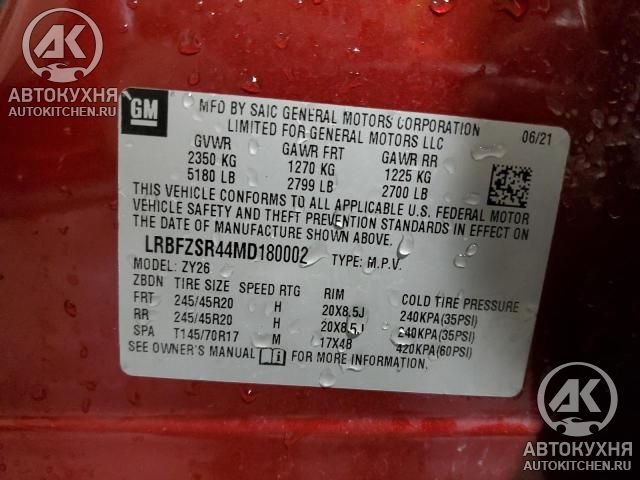 АВТОКУХНЯ
AUTOKITCHEN.RU
GM
MFD BY SAIC GENERAL MOTORS CORPORATION
LIMITED FOR GENERAL MOTORS LLC
06/21
GVWR GAWR FRT GAWR RR
2350 KG 1270 KG 1225 KG
5180 LB 2799 LB 2700 LB
THIS VEHICLE CONFORMS TO ALL APPLICABLE U.S. FEDERAL MOTOR
VEHICLE SAFETY AND THEFT PREVENTION STANDARDS IN EFFECT ON
THE DATE OF MANUFACTURE SHOWN ABOVE.
LRBFZSR44MD180002 TYPE: M.P.V.
MODEL: ZY26
ZBDN TIRE SIZE SPEED RTG RIM COLD TIRE PRESSURE
FRT 245/45R20 H 20X8.5J 240KPA(35PSI)
RR 245/45R20 H 20X8.5J 240KPA(35PSI)
SPA T145/70R17 M 17X4B 420KPA(60PSI)
SEE OWNER'S MANUAL FOR MORE INFORMATION.
АК
АВТОКУХНЯ
AUTOKITCHEN.RU